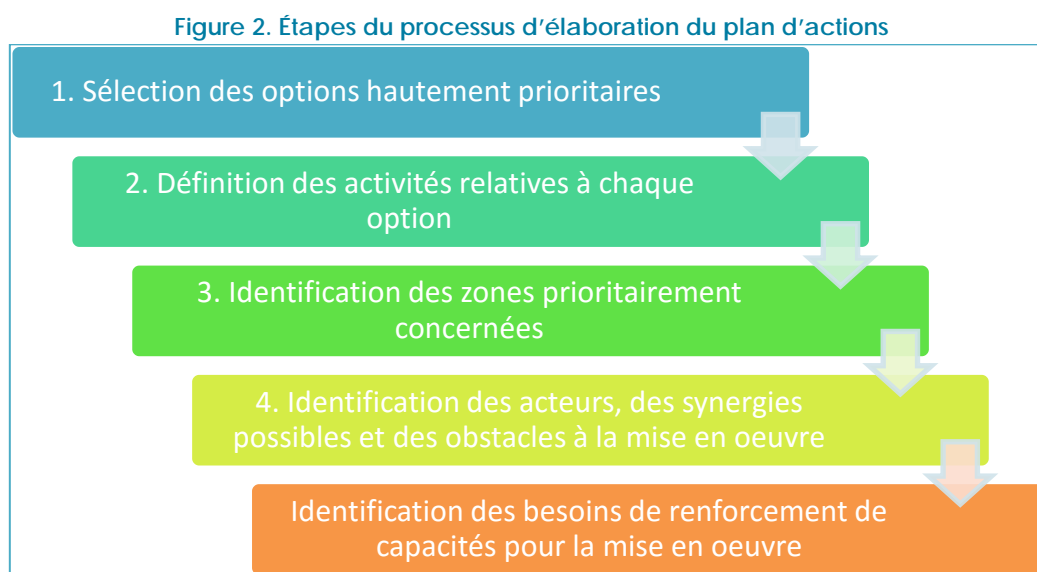 Figure 2. Étapes du processus d'élaboration du plan d'actions
1. Sélection des options hautement prioritaires
2. Définition des activités relatives à chaque
option
3. Identification des zones prioritairement
concernées
4. Identification des acteurs, des synergies
possibles et des obstacles à la mise en oeuvre
Identification des besoins de renforcement de
capacités pour la mise en oeuvre